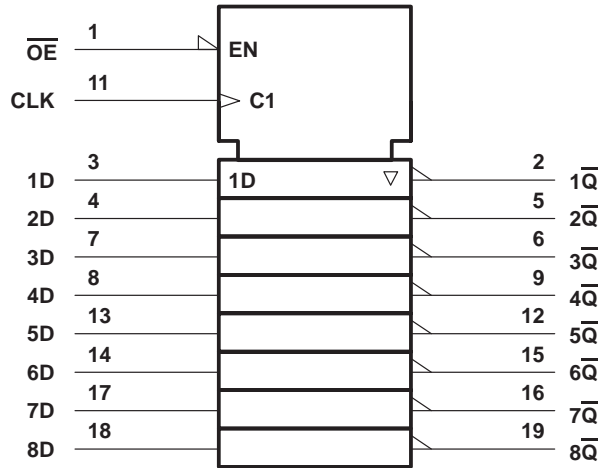 1
O̅E̅ EN
11
CLK C1
3 2
1D 1D ▽ 1Q̅
4 5
2D 2Q̅
7 6
3D 3Q̅
8 9
4D 4Q̅
13 12
5D 5Q̅
14 15
6D 6Q̅
17 16
7D 7Q̅
18 19
8D 8Q̅